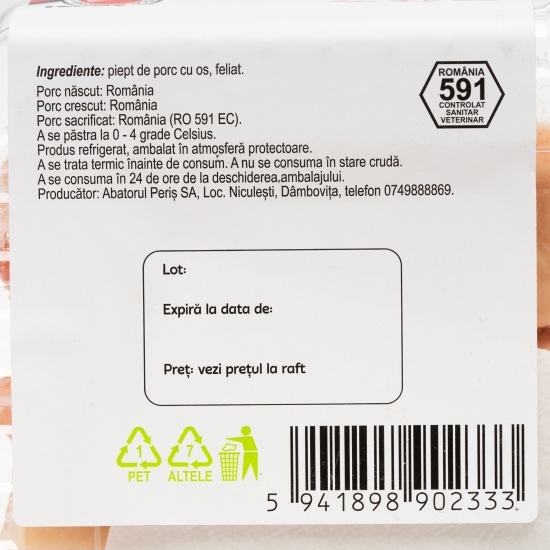 Ingrediente: piept de porc cu os, feliat.
Porc născut: România
Porc crescut: România
Porc sacrificat: România (RO 591 EC).
A se păstra la 0 - 4 grade Celsius.
Produs refrigerat, ambalat în atmosferă protectoare.
A se trata termic înainte de consum. A nu se consuma în stare crudă.
A se consuma în 24 de ore de la deschiderea,ambalajului.
Producător: Abatorul Periș SA, Loc. Niculești, Dâmbovița, telefon 0749888869.
ROMÂNIA
591
CONTROLAT
SANITAR
VETERINAR
Lot:
Expiră la data de:
Preț: vezi prețul la raft
1
PET
7
ALTELE
5 941898 902333